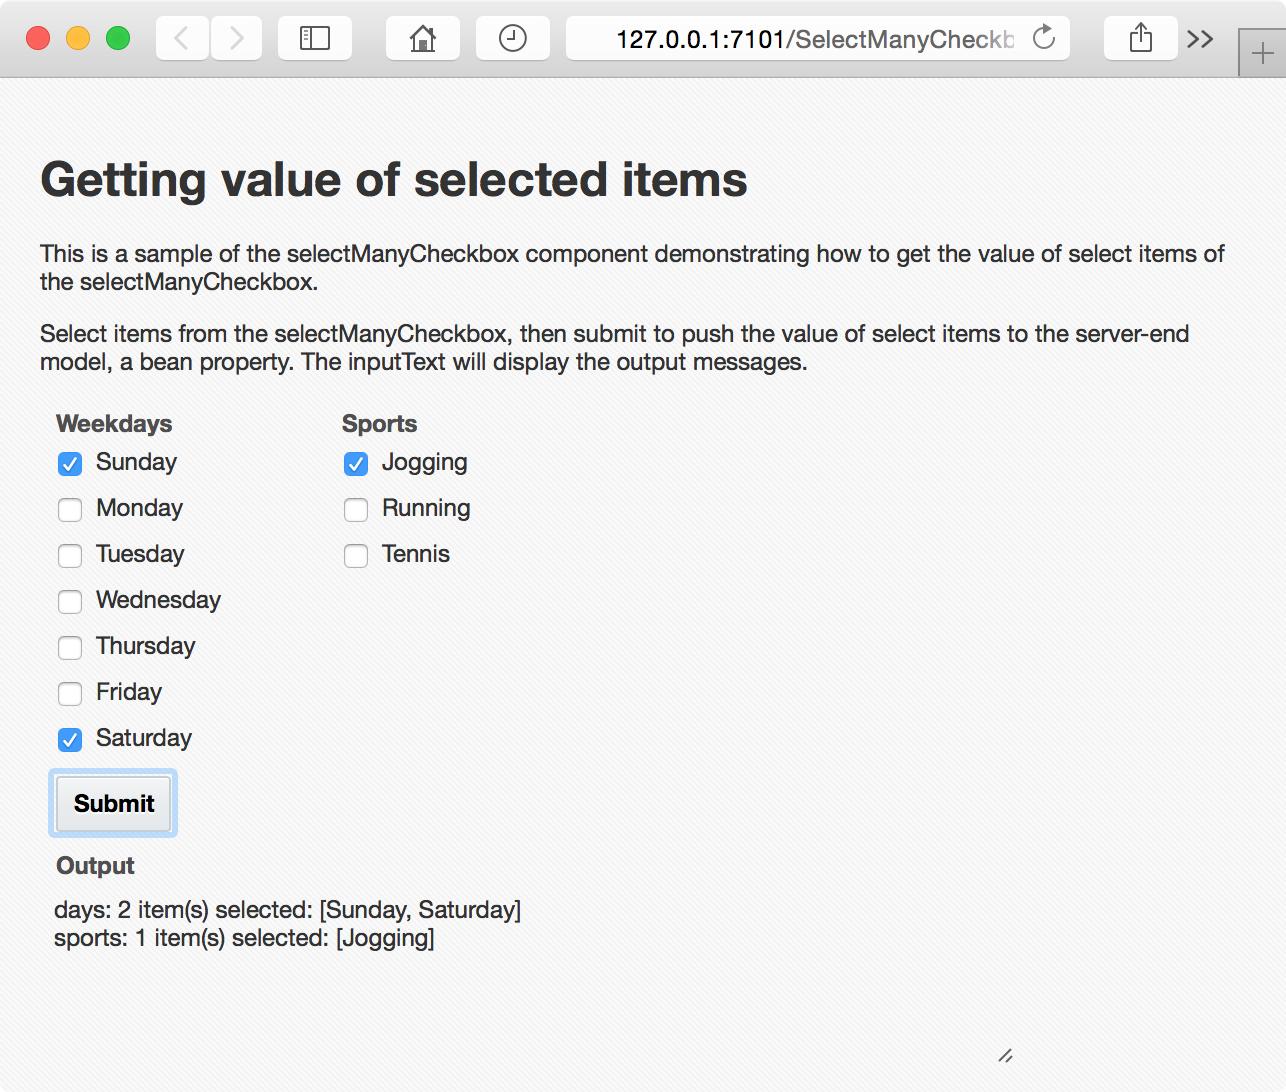 127.0.0.1:7101/SelectManyCheckb
Getting value of selected items
This is a sample of the selectManyCheckbox component demonstrating how to get the value of select items of
the selectManyCheckbox.
Select items from the selectManyCheckbox, then submit to push the value of select items to the server-end
model, a bean property. The inputText will display the output messages.
Weekdays
Sunday
Monday
Tuesday
Wednesday
Thursday
Friday
Saturday
Sports
Jogging
Running
Tennis
Submit
Output
days: 2 item(s) selected: [Sunday, Saturday]
sports: 1 item(s) selected: [Jogging]